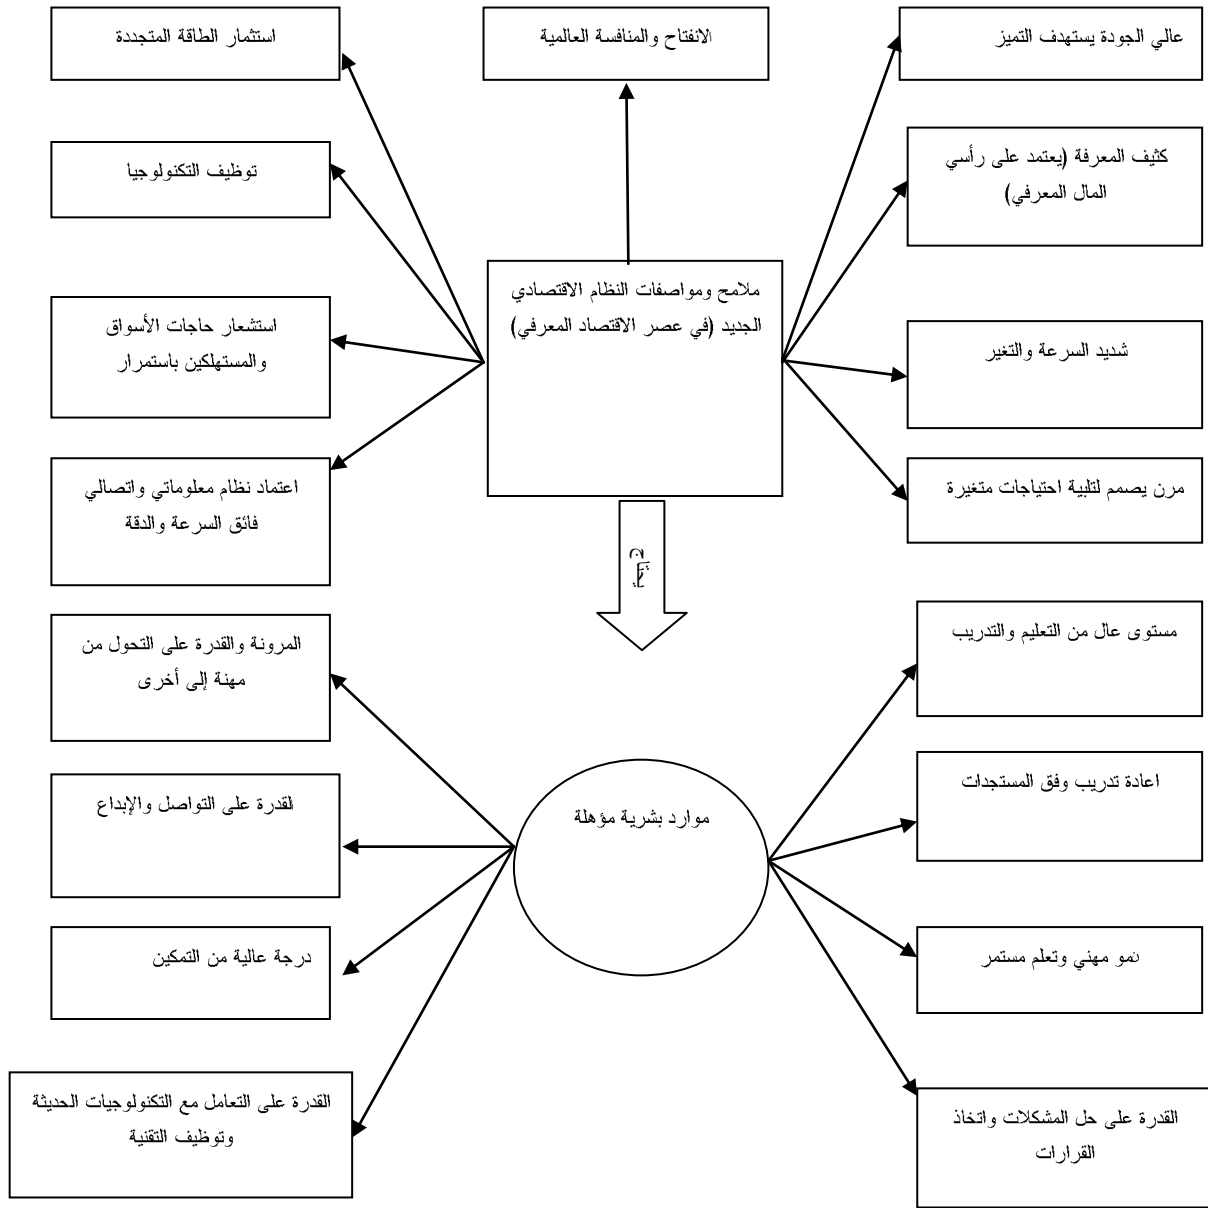 عالي الجودة يستهدف التميز
الانفتاح والمنافسة العالمية
استثمار الطاقة المتجددة
كثيف المعرفة (يعتمد على رأسي
المال المعرفي)
توظيف التكنولوجيا
ملامح ومواصفات النظام الاقتصادي
الجديد (في عصر الاقتصاد المعرفي)
شديد السرعة والتغير
استشعار حاجات الأسواق
والمستهلكين باستمرار
مرن يصمم لتلبية احتياجات متغيرة
اعتماد نظام معلوماتي واتصالي
فائق السرعة والدقة
يحتاج
مستوى عال من التعليم والتدريب
المرونة والقدرة على التحول من
مهنة إلى أخرى
اعادة تدريب وفق المستجدات
موارد بشرية مؤهلة
القدرة على التواصل والإبداع
نمو مهني وتعلم مستمر
درجة عالية من التمكين
القدرة على حل المشكلات واتخاذ
القرارات
القدرة على التعامل مع التكنولوجيات الحديثة
وتوظيف التقنية